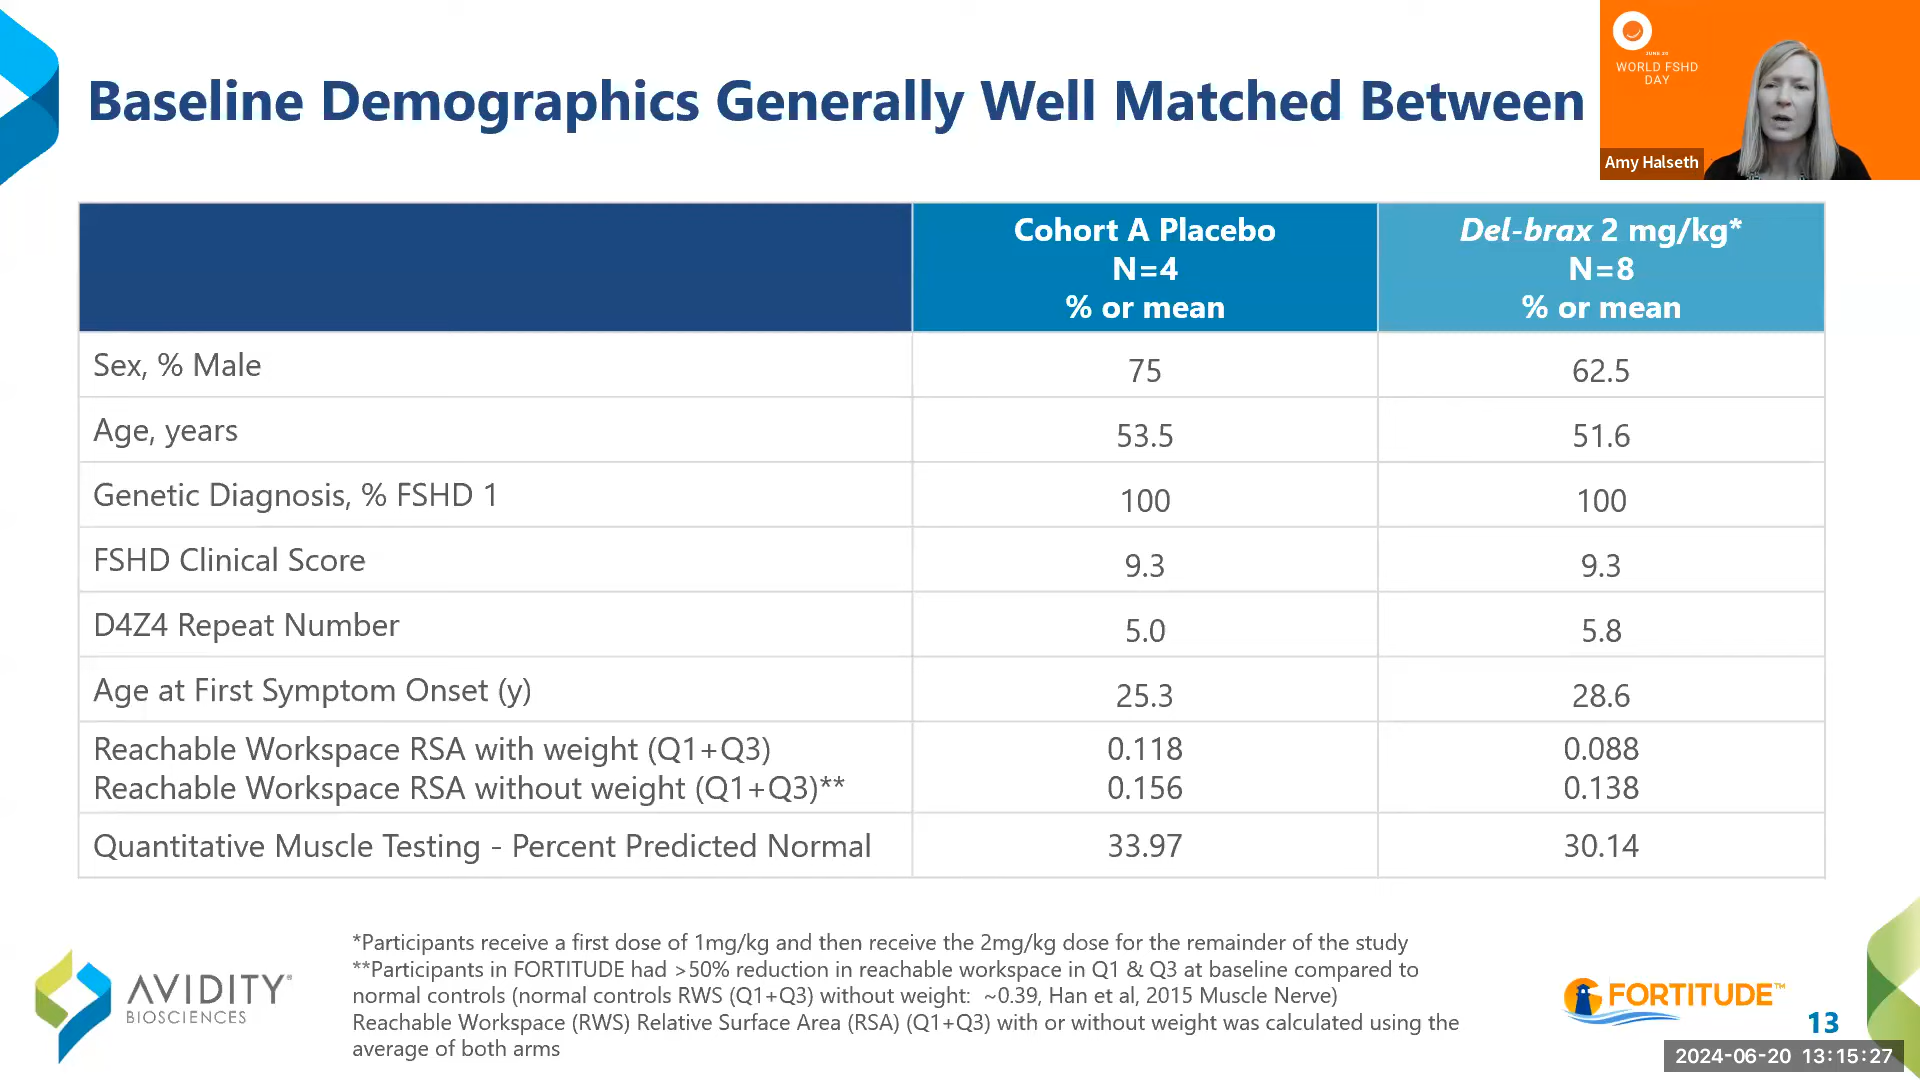 Baseline Demographics Generally Well Matched Between
JUNE 20
WORLD FSHD
DAY
Amy Halseth
Cohort A Placebo
N=4
% or mean
Del-brax 2 mg/kg*
N=8
% or mean
Sex, % Male 75 62.5
Age, years 53.5 51.6
Genetic Diagnosis, % FSHD 1 100 100
FSHD Clinical Score 9.3 9.3
D4Z4 Repeat Number 5.0 5.8
Age at First Symptom Onset (y) 25.3 28.6
Reachable Workspace RSA with weight (Q1+Q3) 0.118 0.088
Reachable Workspace RSA without weight (Q1+Q3)** 0.156 0.138
Quantitative Muscle Testing - Percent Predicted Normal 33.97 30.14
*Participants receive a first dose of 1mg/kg and then receive the 2mg/kg dose for the remainder of the study
**Participants in FORTITUDE had >50% reduction in reachable workspace in Q1 & Q3 at baseline compared to
normal controls (normal controls RWS (Q1+Q3) without weight: ~0.39, Han et al, 2015 Muscle Nerve)
Reachable Workspace (RWS) Relative Surface Area (RSA) (Q1+Q3) with or without weight was calculated using the
average of both arms
AVIDITY®
BIOSCIENCES
FORTITUDE™
13
2024-06-20 13:15:27